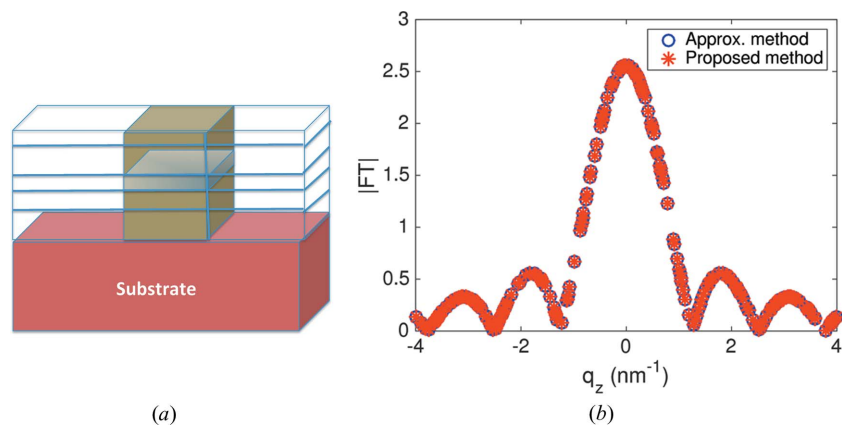 Substrate
(a)
3
2.5
2
1.5
1
0.5
0
|FT|
Approx. method
Proposed method
-4
-2
0
2
4
q_z (nm^-1)
(b)